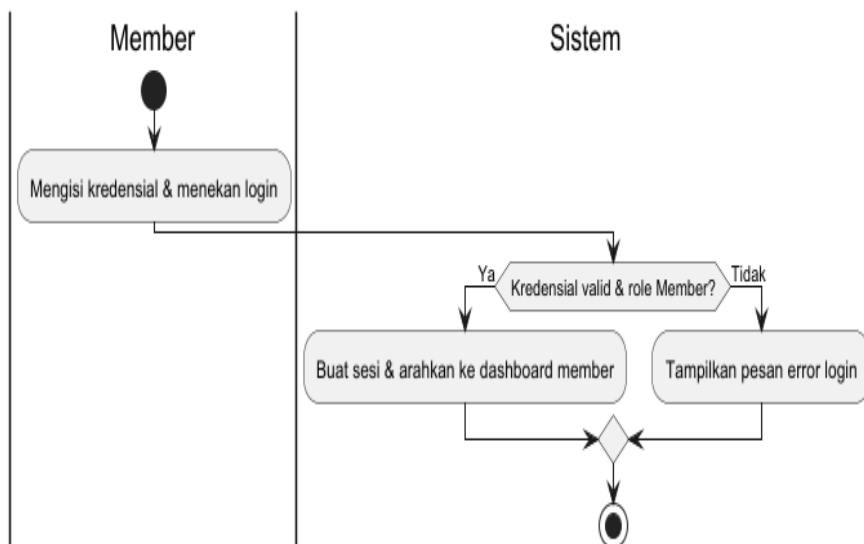 Member
Sistem
Mengisi kredensial & menekan login
Ya
Kredensial valid & role Member?
Tidak
Buat sesi & arahkan ke dashboard member
Tampilkan pesan error login